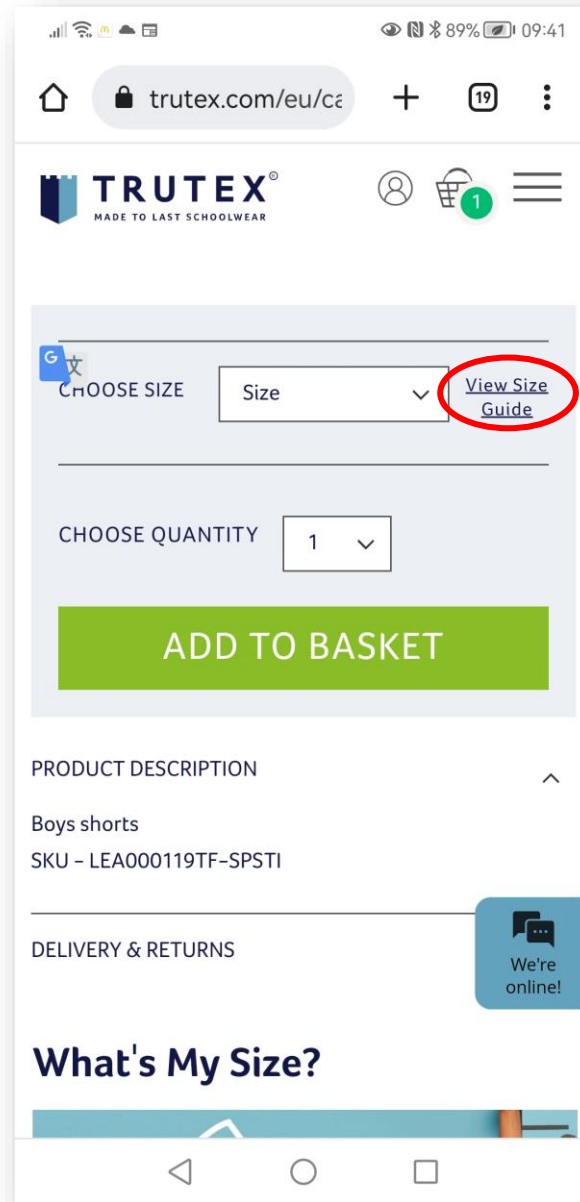 89% 09:41
trutex.com/eu/ca
19
TRUTEX®
MADE TO LAST SCHOOLWEAR
1
G 文
CHOOSE SIZE
Size
View Size
Guide
CHOOSE QUANTITY
1
ADD TO BASKET
PRODUCT DESCRIPTION
Boys shorts
SKU – LEA000119TF-SPSTI
DELIVERY & RETURNS
We're
online!
What's My Size?